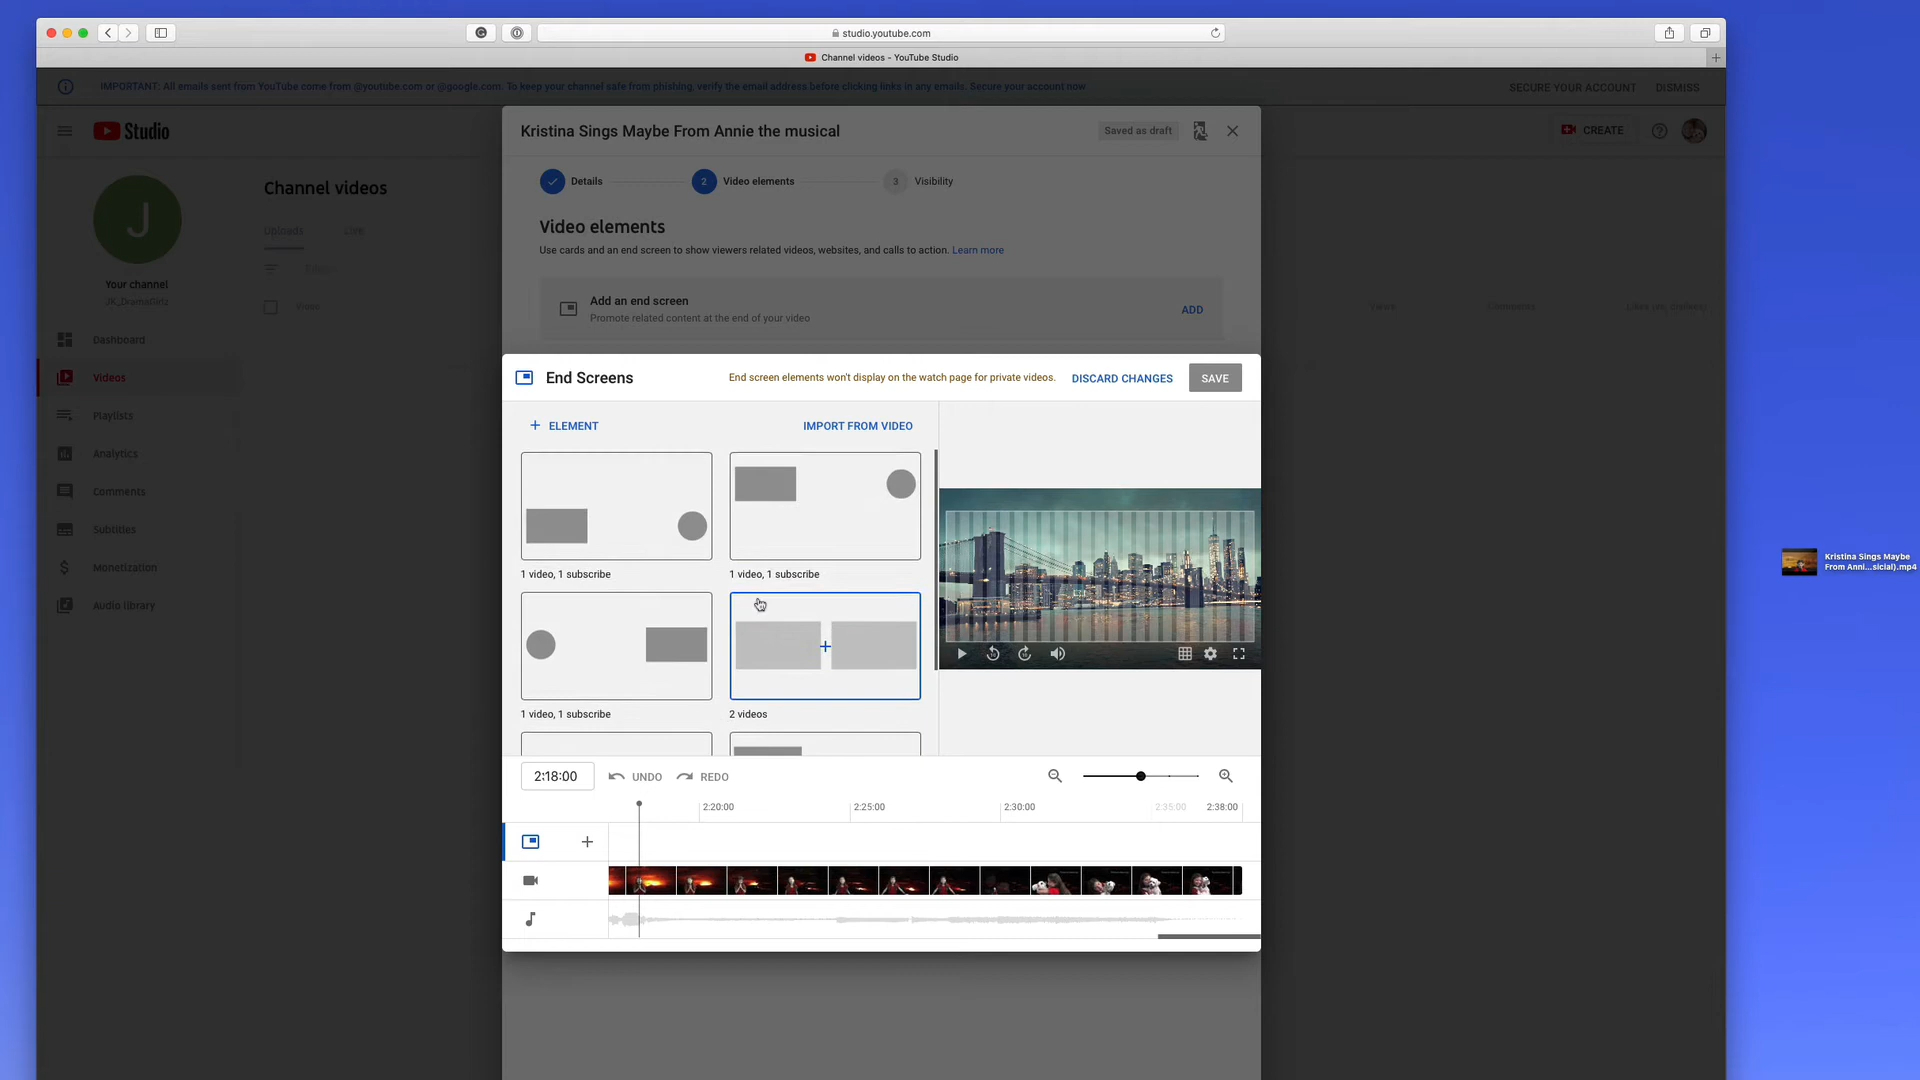 studio.youtube.com
Channel videos - YouTube Studio
IMPORTANT: All emails sent from YouTube come from @youtube.com or @google.com. To keep your channel safe from phishing, verify the email address before clicking links in any emails. Secure your account now
SECURE YOUR ACCOUNT
DISMISS
Studio
Kristina Sings Maybe From Annie the musical
Saved as draft
CREATE
Details
2
Video elements
3
Visibility
J
Channel videos
Uploads
Live
Filter
Your channel
JK_DramaGirlz
Video
Views
Comments
Likes (vs. dislikes)
Video elements
Use cards and an end screen to show viewers related videos, websites, and calls to action. Learn more
Add an end screen
Promote related content at the end of your video
ADD
Dashboard
Videos
Playlists
Analytics
Comments
Subtitles
Monetization
Audio library
End Screens
End screen elements won't display on the watch page for private videos.
DISCARD CHANGES
SAVE
+ ELEMENT
IMPORT FROM VIDEO
1 video, 1 subscribe
1 video, 1 subscribe
1 video, 1 subscribe
2 videos
2:18:00
UNDO
REDO
2:20:00
2:25:00
2:30:00
2:35:00
2:38:00
Kristina Sings Maybe
From Anni...sicial).mp4